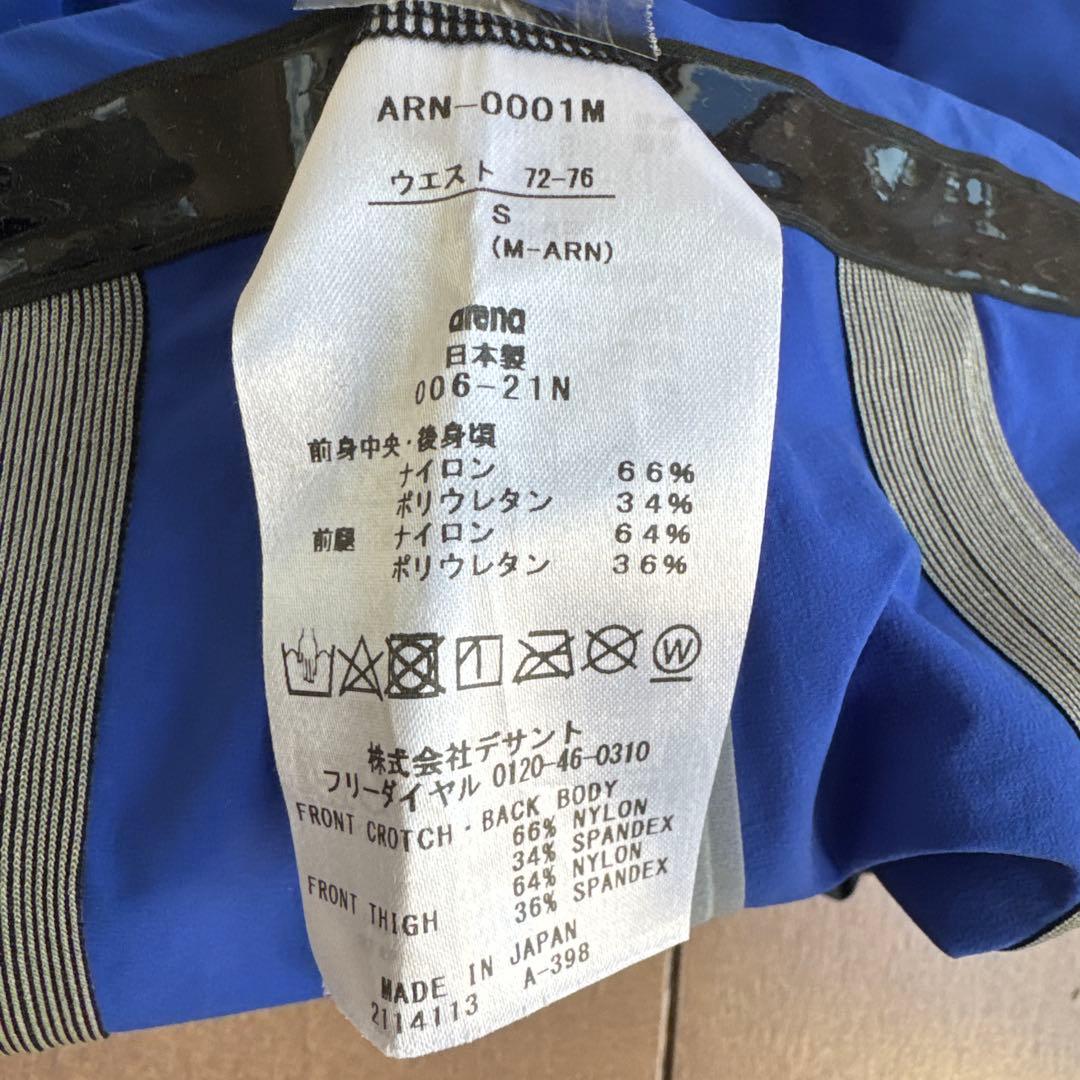 ARN-0001M
ウエスト 72-76
S
(M-ARN)
arena
日本製
006-21N
前身中央・後身頃
ナイロン 66%
ポリウレタン 34%
前腿 ナイロン 64%
ポリウレタン 36%
W
株式会社デサント
フリーダイヤル 0120-46-0310
FRONT CROTCH・BACK BODY
66% NYLON
34% SPANDEX
FRONT THIGH 64% NYLON
36% SPANDEX
MADE IN JAPAN
2114113 A-398